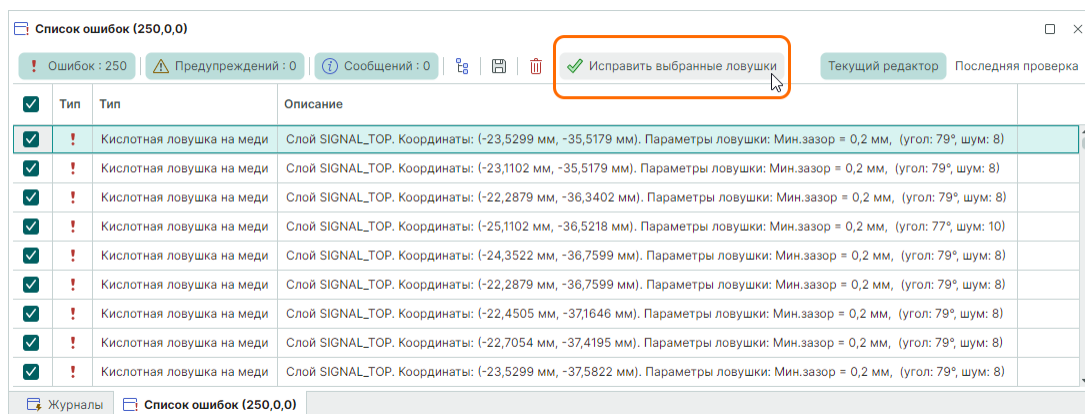 Список ошибок (250,0,0)
Ошибок : 250 Предупреждений : 0 Сообщений : 0 Исправить выбранные ловушки Текущий редактор Последняя проверка
Тип Тип Описание
Кислотная ловушка на меди Слой SIGNAL_TOP. Координаты: (-23,5299 мм, -35,5179 мм). Параметры ловушки: Мин.зазор = 0,2 мм, (угол: 79°, шум: 8)
Кислотная ловушка на меди Слой SIGNAL_TOP. Координаты: (-23,1102 мм, -35,5179 мм). Параметры ловушки: Мин.зазор = 0,2 мм, (угол: 79°, шум: 8)
Кислотная ловушка на меди Слой SIGNAL_TOP. Координаты: (-22,2879 мм, -36,3402 мм). Параметры ловушки: Мин.зазор = 0,2 мм, (угол: 79°, шум: 8)
Кислотная ловушка на меди Слой SIGNAL_TOP. Координаты: (-25,1102 мм, -36,5218 мм). Параметры ловушки: Мин.зазор = 0,2 мм, (угол: 77°, шум: 10)
Кислотная ловушка на меди Слой SIGNAL_TOP. Координаты: (-24,3522 мм, -36,7599 мм). Параметры ловушки: Мин.зазор = 0,2 мм, (угол: 79°, шум: 8)
Кислотная ловушка на меди Слой SIGNAL_TOP. Координаты: (-22,2879 мм, -36,7599 мм). Параметры ловушки: Мин.зазор = 0,2 мм, (угол: 79°, шум: 8)
Кислотная ловушка на меди Слой SIGNAL_TOP. Координаты: (-22,4505 мм, -37,1646 мм). Параметры ловушки: Мин.зазор = 0,2 мм, (угол: 79°, шум: 8)
Кислотная ловушка на меди Слой SIGNAL_TOP. Координаты: (-22,7054 мм, -37,4195 мм). Параметры ловушки: Мин.зазор = 0,2 мм, (угол: 79°, шум: 8)
Кислотная ловушка на меди Слой SIGNAL_TOP. Координаты: (-23,5299 мм, -37,5822 мм). Параметры ловушки: Мин.зазор = 0,2 мм, (угол: 79°, шум: 8)
Журналы Список ошибок (250,0,0)